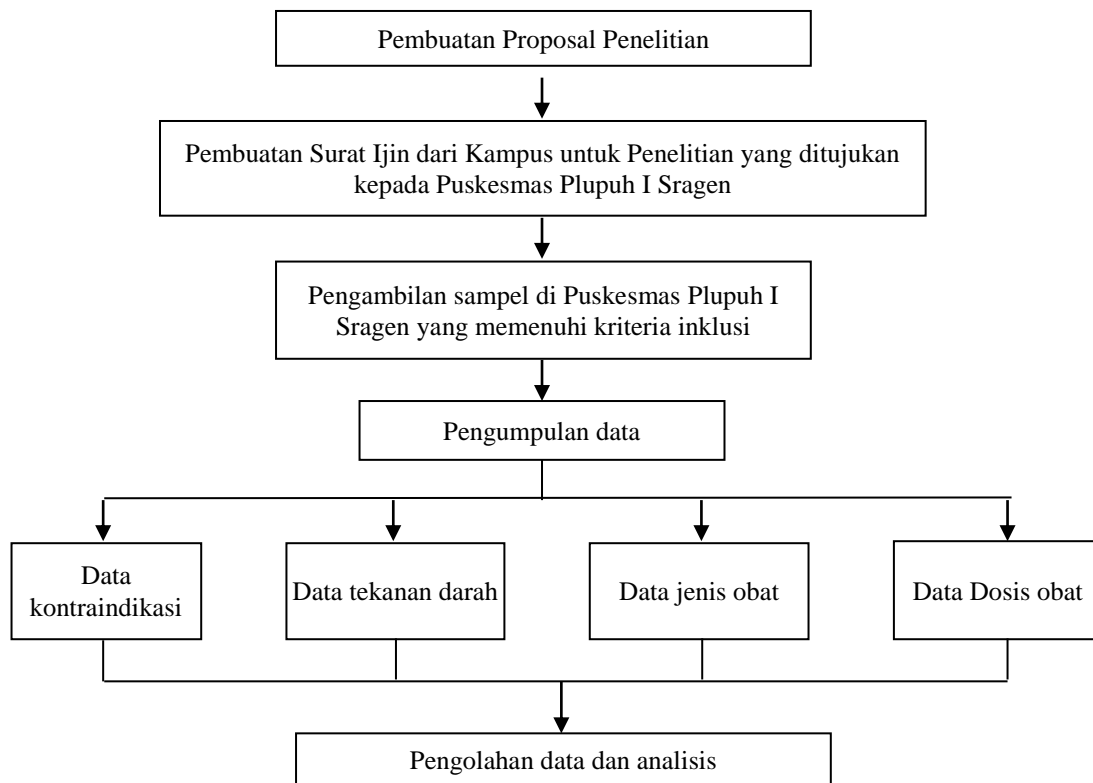 Pembuatan Proposal Penelitian
Pembuatan Surat Ijin dari Kampus untuk Penelitian yang ditujukan
kepada Puskesmas Plupuh I Sragen
Pengambilan sampel di Puskesmas Plupuh I
Sragen yang memenuhi kriteria inklusi
Pengumpulan data
Data
kontraindikasi
Data tekanan darah
Data jenis obat
Data Dosis obat
Pengolahan data dan analisis